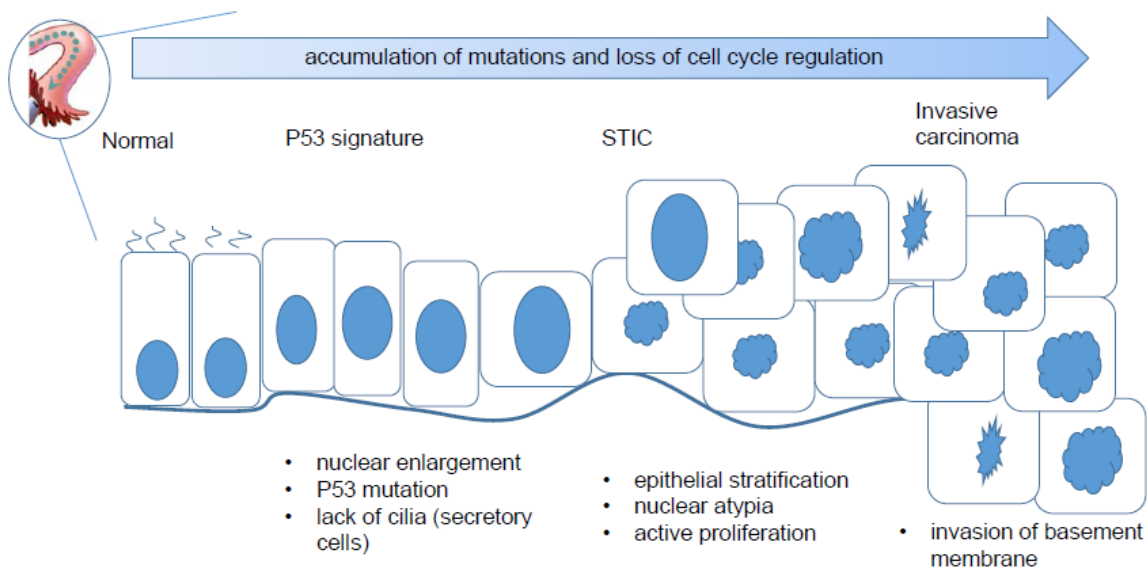 accumulation of mutations and loss of cell cycle regulation
Normal
P53 signature
STIC
Invasive
carcinoma
• nuclear enlargement
• P53 mutation
• lack of cilia (secretory
cells)
• epithelial stratification
• nuclear atypia
• active proliferation
• invasion of basement
membrane